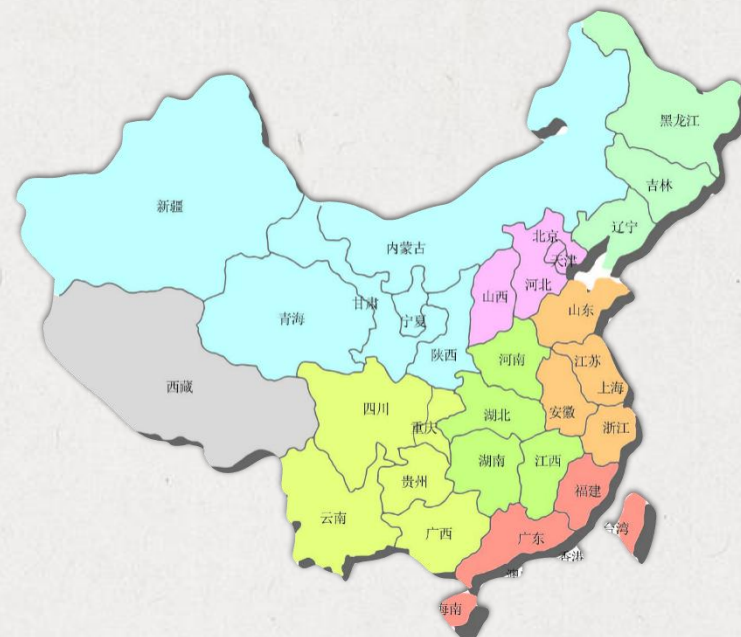 黑龙江
吉林
辽宁
新疆
内蒙古
北京
天津
河北
山西
甘肃
宁夏
青海
山东
陕西
河南
江苏
上海
西藏
四川
重庆
湖北
安徽
浙江
湖南
江西
贵州
福建
云南
广西
广东
台湾
香港
澳
海南